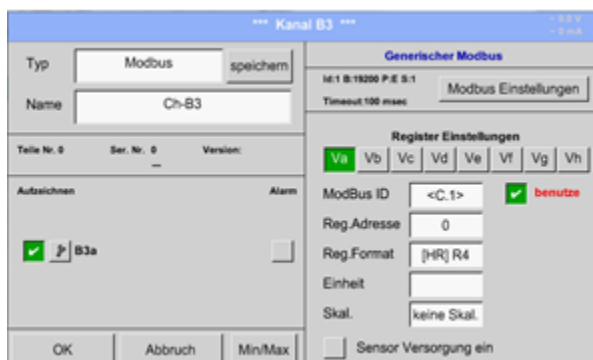 *** Kanal B3 ***
~ 0.0 V
~ 0 mA
Typ
Modbus
speichern
Name
Ch-B3
Teile Nr. 0
Ser. Nr. 0
Version:
Aufzeichnen
Alarm
B3a
OK
Abbruch
Min/Max
Generischer Modbus
Id:1 B:19200 P:E S:1
Timeout:100 msec
Modbus Einstellungen
Register Einstellungen
Va Vb Vc Vd Ve Vf Vg Vh
ModBus ID
<C.1>
benutze
Reg.Adresse
0
Reg.Format
[HR] R4
Einheit
Skal.
keine Skal.
Sensor Versorgung ein